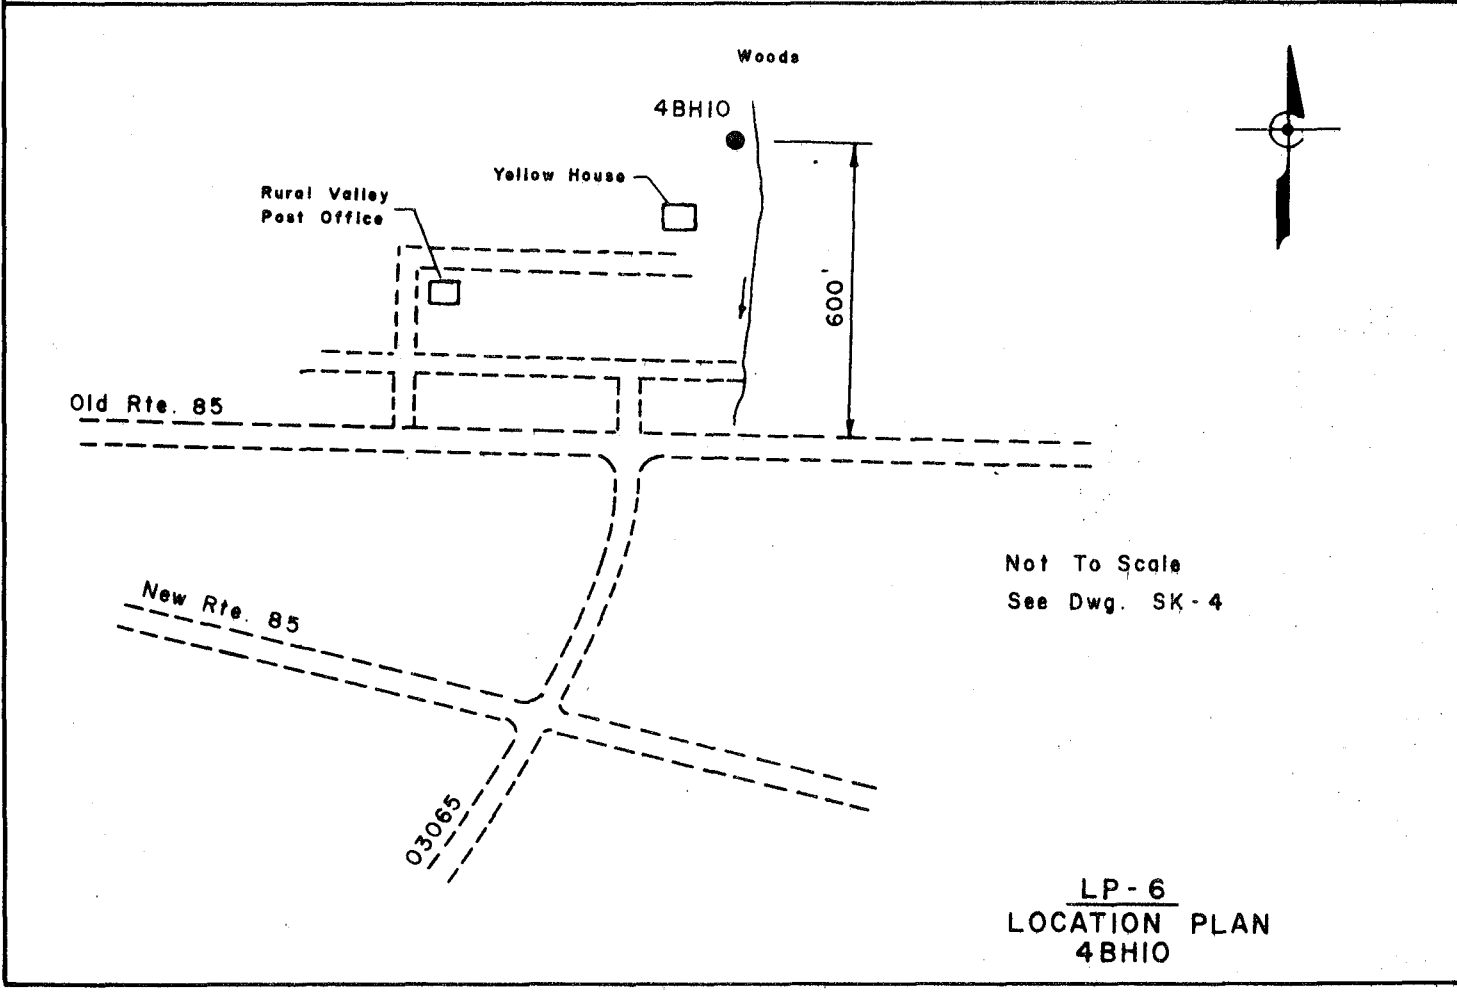 Woods
4BH10
Yellow House
Rural Valley
Post Office
600'
Old Rte. 85
Not To Scale
See Dwg. SK-4
New Rte. 85
03065
LP-6
LOCATION PLAN
4BH10